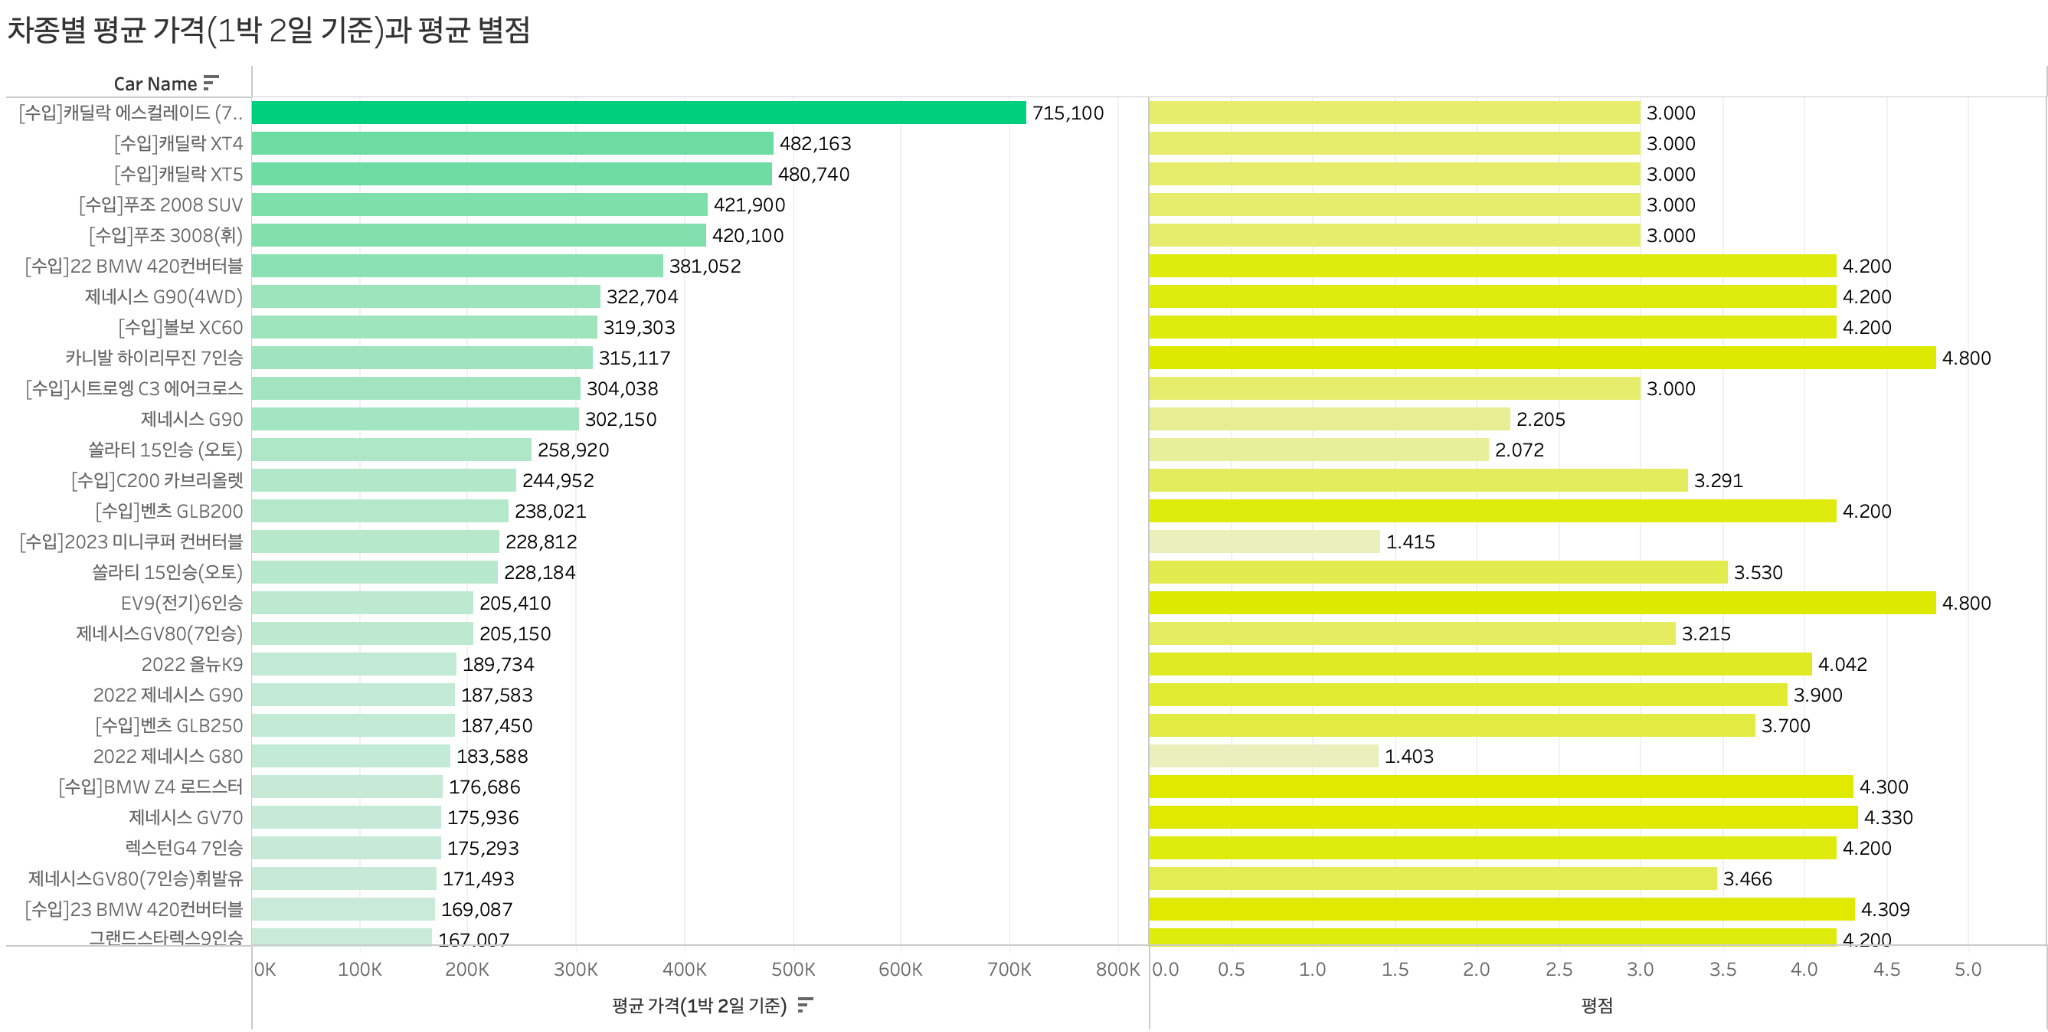 차종별 평균 가격(1박 2일 기준)과 평균 별점
Car Name
[수입]캐딜락 에스컬레이드 (7.. 715,100 3.000
[수입]캐딜락 XT4 482,163 3.000
[수입]캐딜락 XT5 480,740 3.000
[수입]푸조 2008 SUV 421,900 3.000
[수입]푸조 3008(휘) 420,100 3.000
[수입]22 BMW 420컨버터블 381,052 4.200
제네시스 G90(4WD) 322,704 4.200
[수입]볼보 XC60 319,303 4.200
카니발 하이리무진 7인승 315,117 4.800
[수입]시트로엥 C3 에어크로스 304,038 3.000
제네시스 G90 302,150 2.205
쏠라티 15인승 (오토) 258,920 2.072
[수입]C200 카브리올렛 244,952 3.291
[수입]벤츠 GLB200 238,021 4.200
[수입]2023 미니쿠퍼 컨버터블 228,812 1.415
쏠라티 15인승(오토) 228,184 3.530
EV9(전기)6인승 205,410 4.800
제네시스GV80(7인승) 205,150 3.215
2022 올뉴K9 189,734 4.042
2022 제네시스 G90 187,583 3.900
[수입]벤츠 GLB250 187,450 3.700
2022 제네시스 G80 183,588 1.403
[수입]BMW Z4 로드스터 176,686 4.300
제네시스 GV70 175,936 4.330
렉스턴G4 7인승 175,293 4.200
제네시스GV80(7인승)휘발유 171,493 3.466
[수입]23 BMW 420컨버터블 169,087 4.309
그랜드스타렉스9인승 167,007 4.200
0K 100K 200K 300K 400K 500K 600K 700K 800K 0.0 0.5 1.0 1.5 2.0 2.5 3.0 3.5 4.0 4.5 5.0
평균 가격(1박 2일 기준) 평점